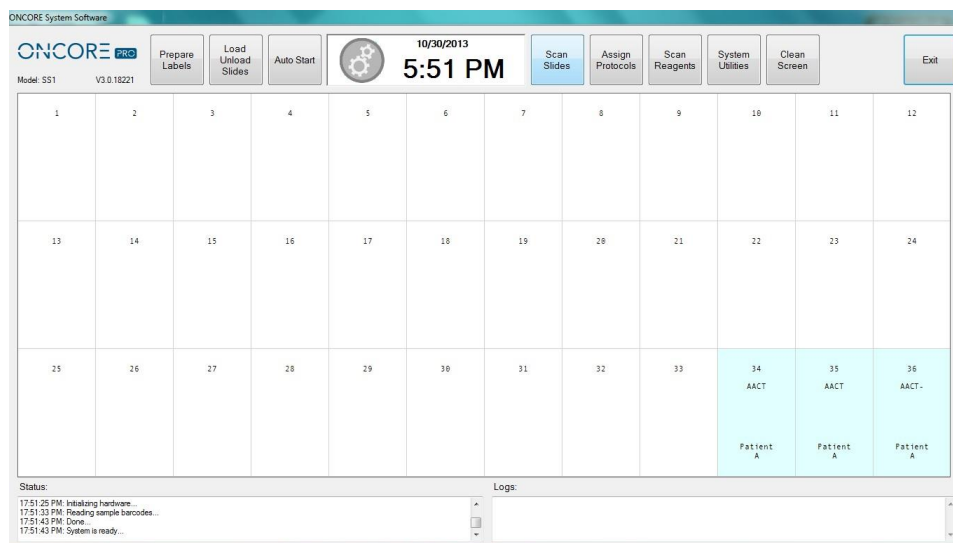 ONCORE System Software
ONCORE PRO
Model: SS1 V3.0.18221
Prepare
Labels
Load
Unload
Slides
Auto Start
10/30/2013
5:51 PM
Scan
Slides
Assign
Protocols
Scan
Reagents
System
Utilities
Clean
Screen
Exit
1 2 3 4 5 6 7 8 9 10 11 12
13 14 15 16 17 18 19 20 21 22 23 24
25 26 27 28 29 30 31 32 33 34 35 36
AACT AACT AACT-
Patient Patient Patient
A A A
Status:
17:51:25 PM: Initializing hardware...
17:51:33 PM: Reading sample barcodes...
17:51:43 PM: Done...
17:51:43 PM: System is ready...
Logs: